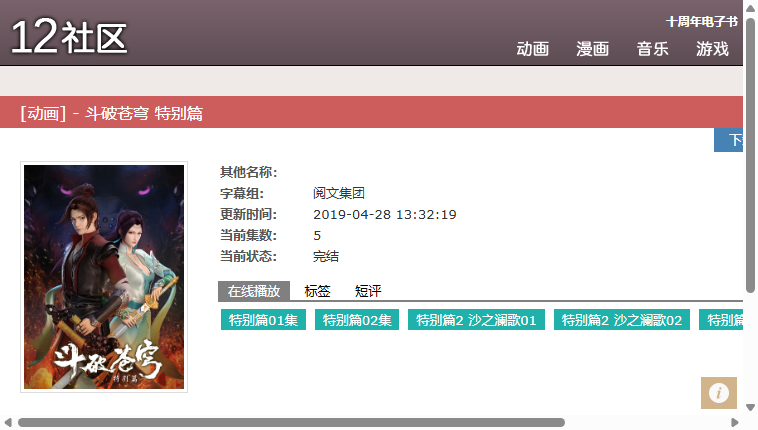 12社区
十周年电子书
动画 漫画 音乐 游戏
[动画] - 斗破苍穹 特别篇
斗破苍穹
特别篇
其他名称:
字幕组: 阅文集团
更新时间: 2019-04-28 13:32:19
当前集数: 5
当前状态: 完结
在线播放 标签 短评
特别篇01集 特别篇02集 特别篇2 沙之澜歌01 特别篇2 沙之澜歌02 特别篇